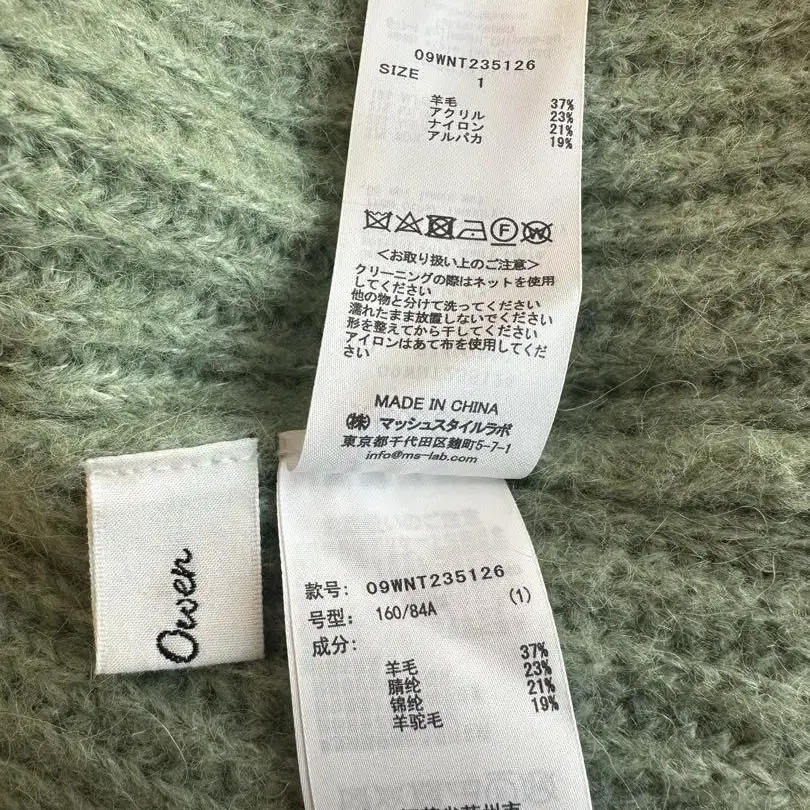 09WNT235126
SIZE 1
羊毛 37%
アクリル 23%
ナイロン 21%
アルパカ 19%
F W
<お取り扱い上のご注意>
クリーニングの際はネットを使用
してください
他の物と分けて洗ってください
濡れたまま放置しないでください
形を整えてから干してください
アイロンはあて布を使用してくだ
さい
MADE IN CHINA
(株) マッシュスタイルラボ
東京都千代田区麹町5-7-1
info@ms-lab.com
Owen
款号: 09WNT235126
号型: 160/84A (1)
成分:
羊毛 37%
腈纶 23%
锦纶 21%
羊驼毛 19%